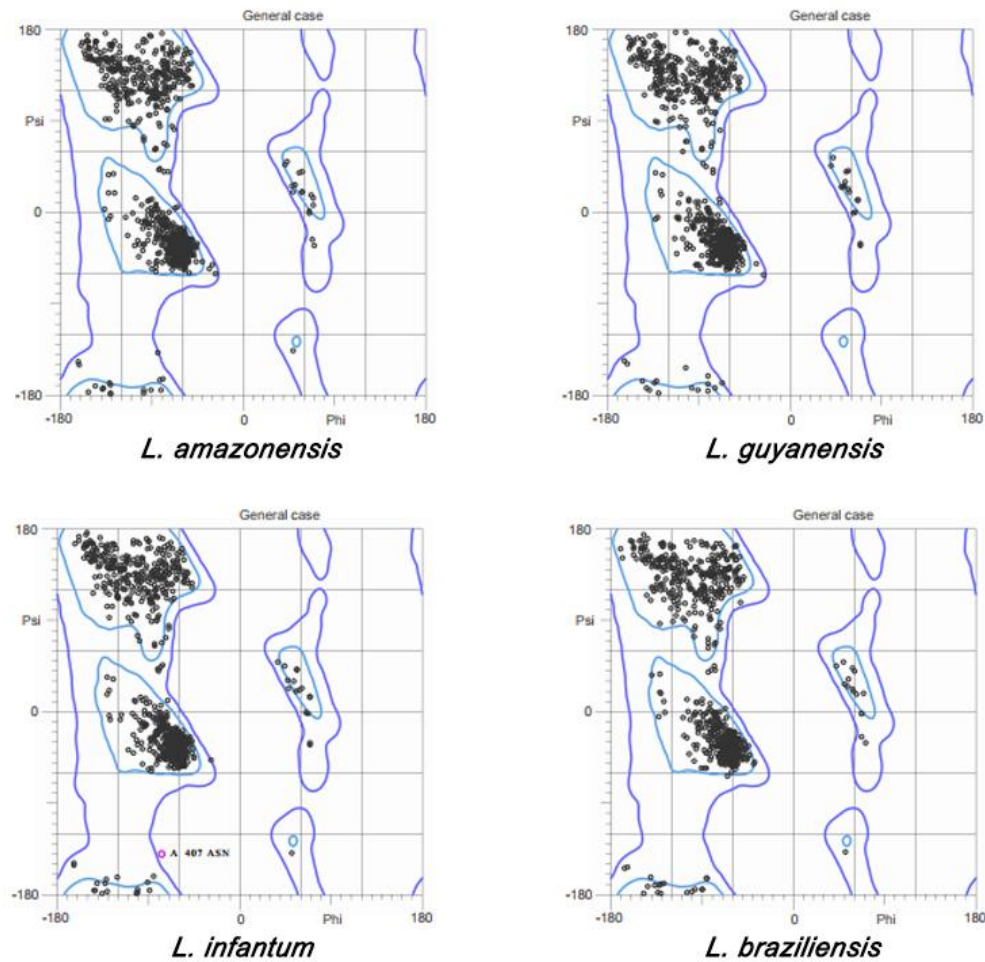 General case
180
Psi
0
-180
-180
0
Phi
180
L. amazonensis
General case
180
Psi
0
-180
-180
0
Phi
180
L. guyanensis
General case
180
Psi
0
A 407 ASN
-180
-180
0
Phi
180
L. infantum
General case
180
Psi
0
-180
-180
0
Phi
180
L. braziliensis